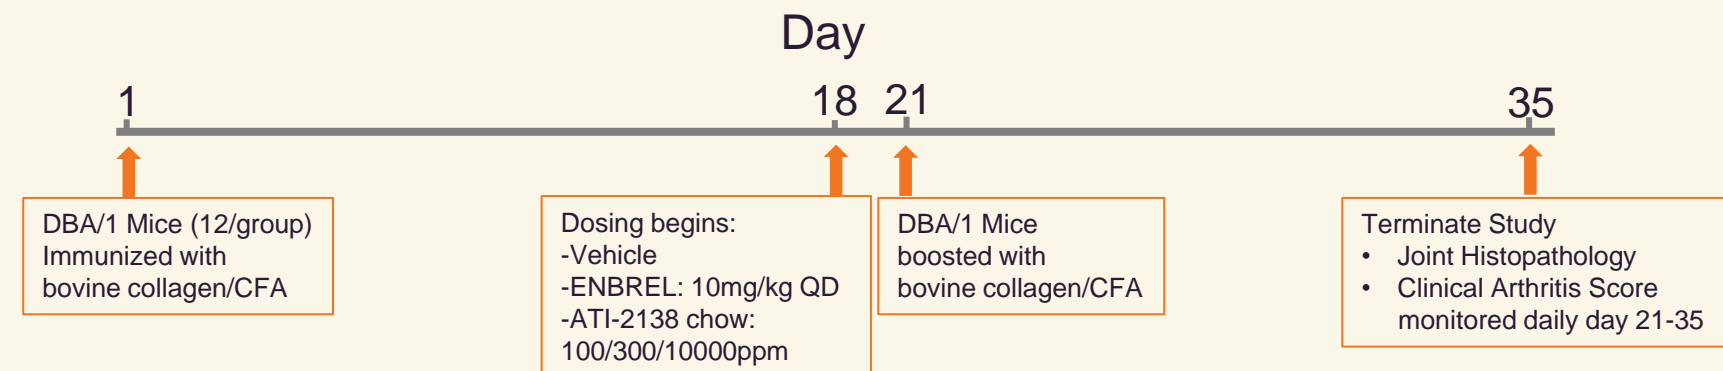 Day
1
18
21
35
DBA/1 Mice (12/group)
Immunized with
bovine collagen/CFA
Dosing begins:
-Vehicle
-ENBREL: 10mg/kg QD
-ATI-2138 chow:
100/300/10000ppm
DBA/1 Mice
boosted with
bovine collagen/CFA
Terminate Study
• Joint Histopathology
• Clinical Arthritis Score
monitored daily day 21-35